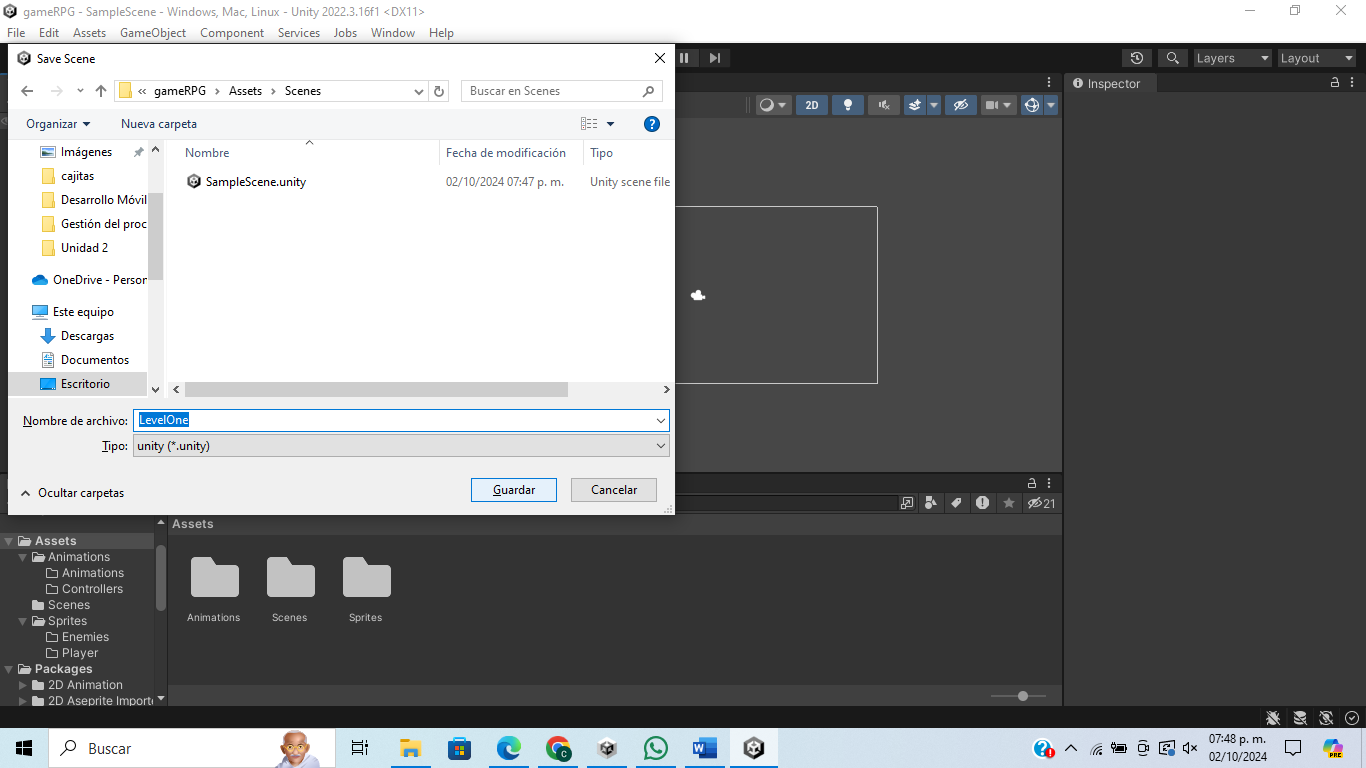 gameRPG - SampleScene - Windows, Mac, Linux - Unity 2022.3.16f1 <DX11>
File Edit Assets GameObject Component Services Jobs Window Help
Save Scene
Layers Layout
« gameRPG > Assets > Scenes
Buscar en Scenes
Inspector
Organizar Nueva carpeta
2D
Imágenes
cajitas
Desarrollo Móvil
Gestión del proc
Unidad 2
OneDrive - Person
Este equipo
Descargas
Documentos
Escritorio
Nombre Fecha de modificación Tipo
SampleScene.unity 02/10/2024 07:47 p. m. Unity scene file
Nombre de archivo: LevelOne
Tipo: unity (*.unity)
Ocultar carpetas
Guardar Cancelar
21
Assets
Animations
Animations
Controllers
Scenes
Sprites
Enemies
Player
Packages
2D Animation
2D Aseprite Importe
Assets
Animations Scenes Sprites
Buscar
07:48 p. m.
02/10/2024
PRE